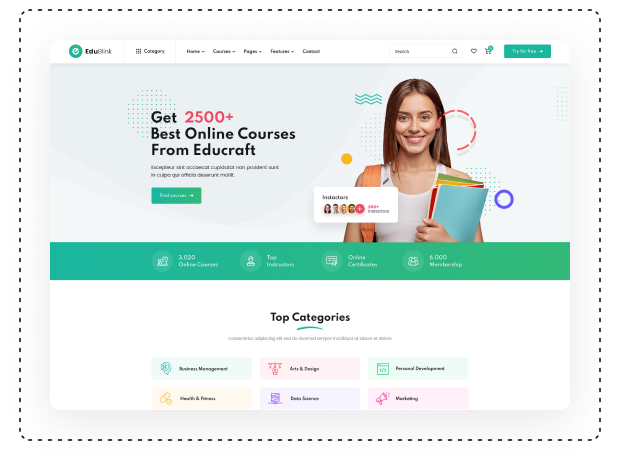 EduBlink
Category
Home
Courses
Pages
Features
Contact
Search
Try for free →
Get 2500+
Best Online Courses
From Educraft
Excepteur sint occaecat cupidatat non proident sunt
in culpa qui officia deserunt mollit.
Find courses →
Instactors
200+
Instactors
3,020
Online Courses
Top
Instructors
Online
Certificates
6,000
Membership
Top Categories
Consectetur adipiscing elit sed do eiusmod tempor incididunt ut labore et dolore
Business Management
Arts & Design
Personal Development
Health & Fitness
Data Science
Marketing